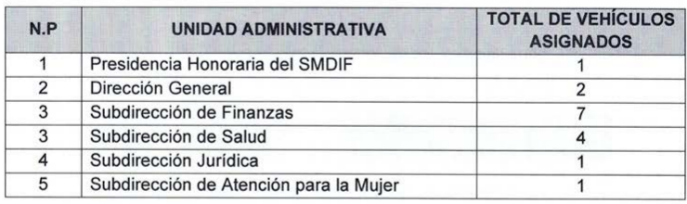 N.P UNIDAD ADMINISTRATIVA TOTAL DE VEHÍCULOS ASIGNADOS
1 Presidencia Honoraria del SMDIF 1
2 Dirección General 2
3 Subdirección de Finanzas 7
3 Subdirección de Salud 4
4 Subdirección Jurídica 1
5 Subdirección de Atención para la Mujer 1